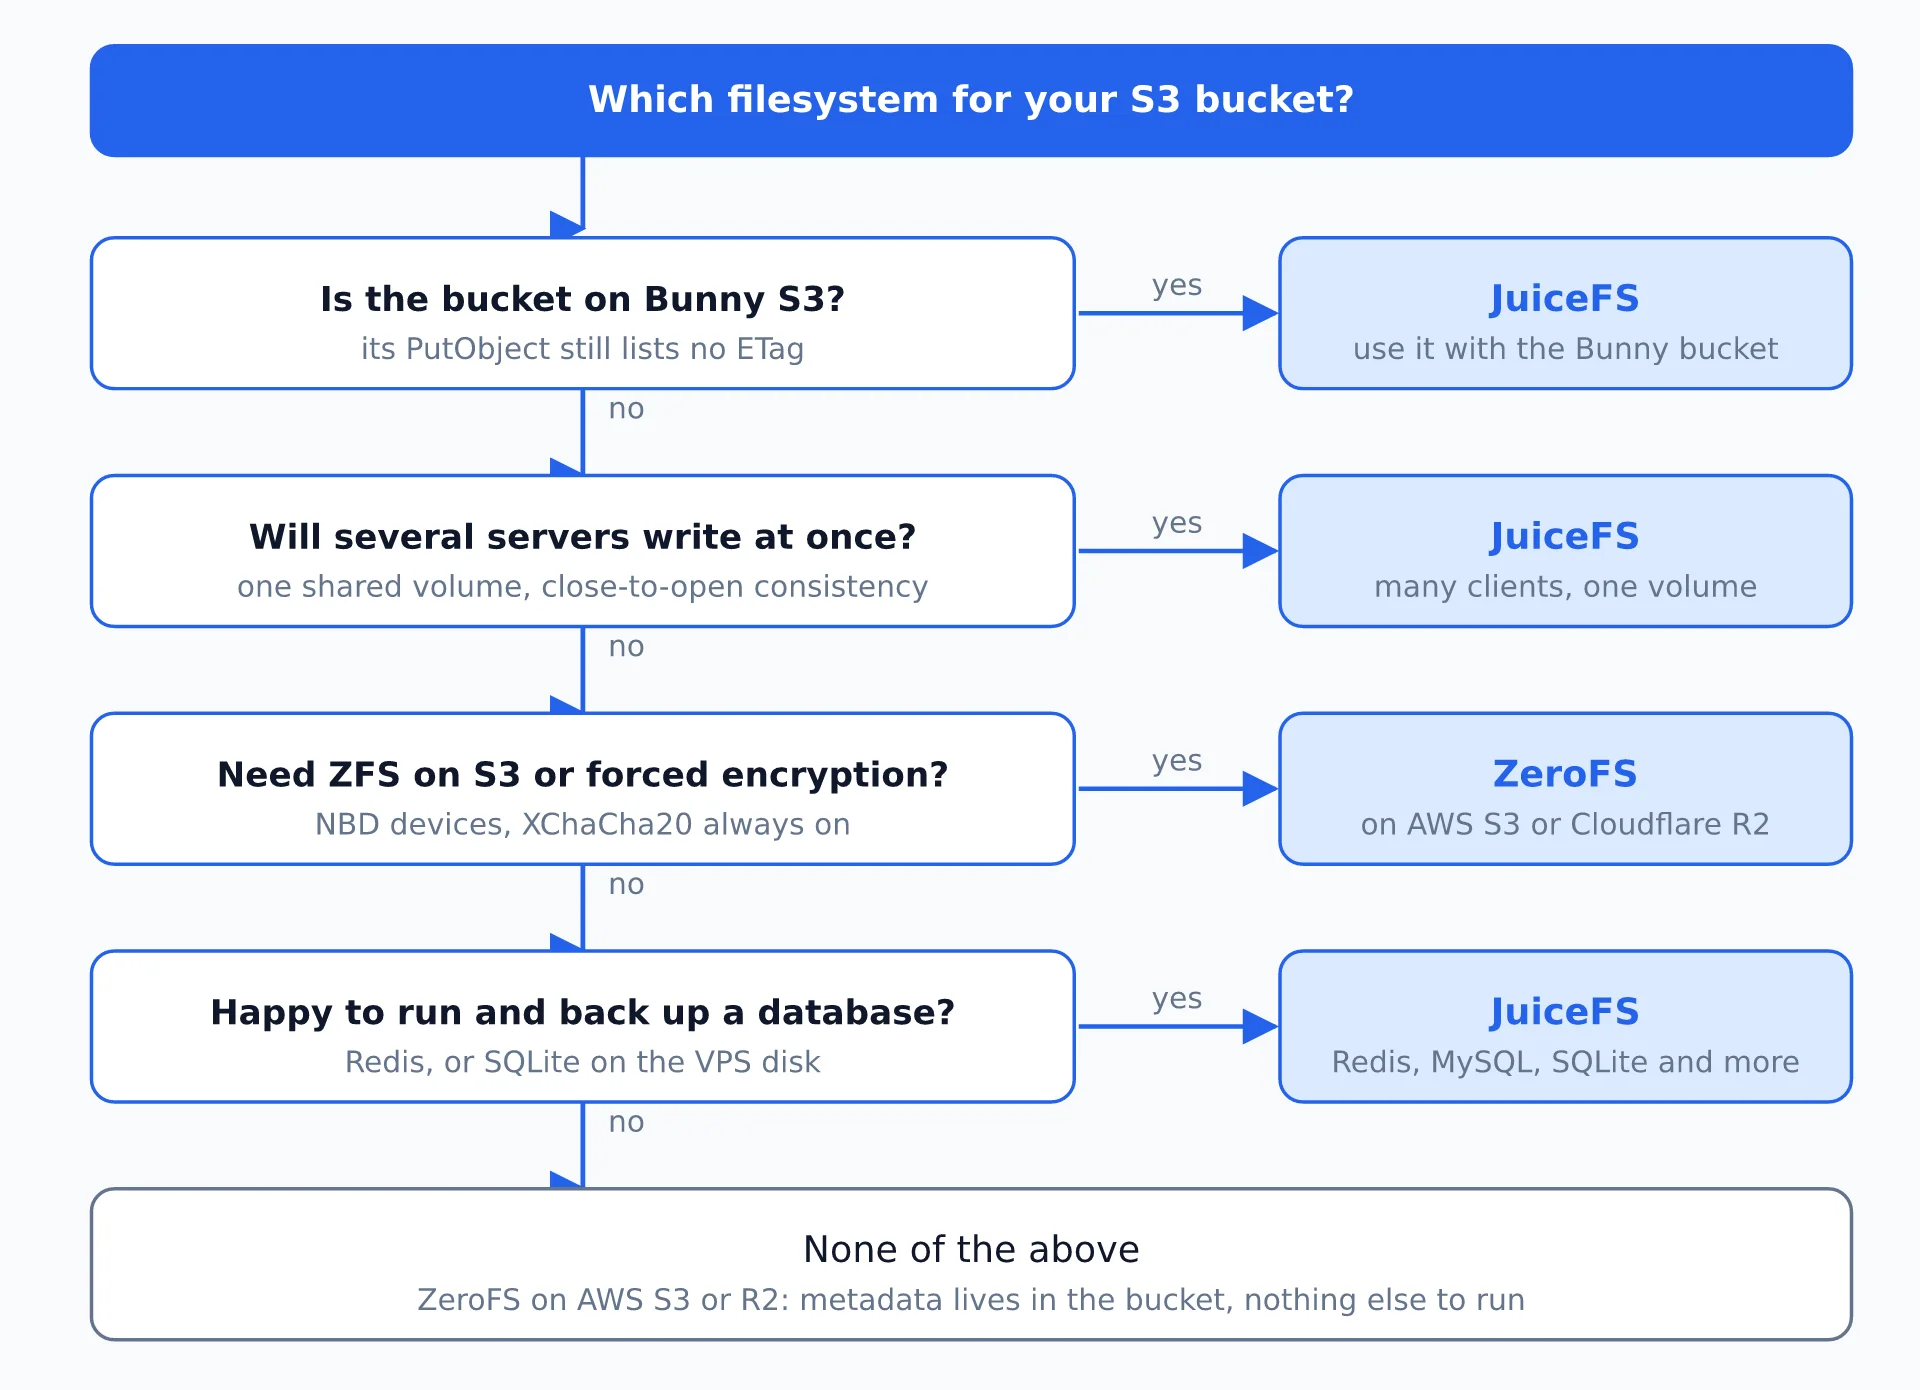 Which filesystem for your S3 bucket?
Is the bucket on Bunny S3?
its PutObject still lists no ETag
yes
JuiceFS
use it with the Bunny bucket
no
Will several servers write at once?
one shared volume, close-to-open consistency
yes
JuiceFS
many clients, one volume
no
Need ZFS on S3 or forced encryption?
NBD devices, XChaCha20 always on
yes
ZeroFS
on AWS S3 or Cloudflare R2
no
Happy to run and back up a database?
Redis, or SQLite on the VPS disk
yes
JuiceFS
Redis, MySQL, SQLite and more
no
None of the above
ZeroFS on AWS S3 or R2: metadata lives in the bucket, nothing else to run